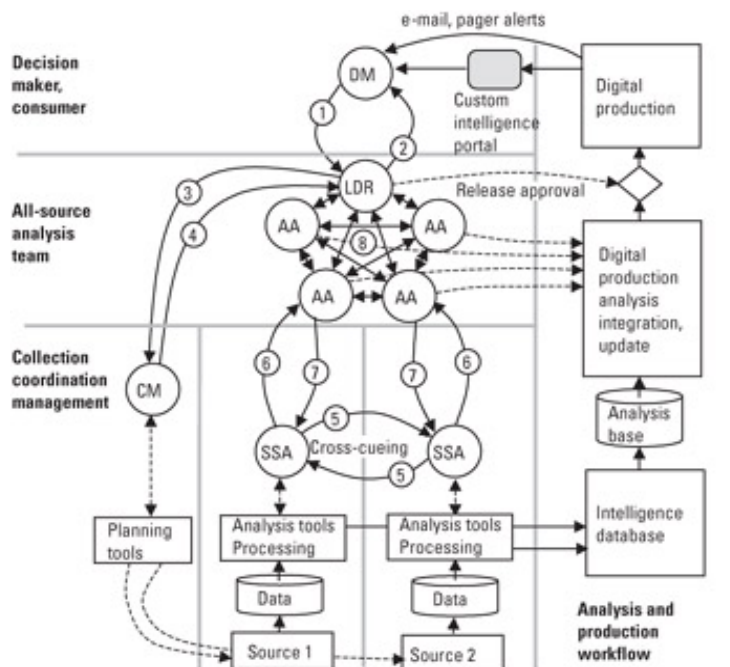 e-mail, pager alerts
Decision
maker,
consumer
DM
Custom
intelligence
portal
Digital
production
1
2
All-source
analysis
team
3
4
LDR
Release approval
AA
AA
8
AA
AA
Digital
production
analysis
integration,
update
Collection
coordination
management
CM
6
7
7
6
5
SSA
Cross-cueing
SSA
5
Analysis
base
Planning
tools
Analysis tools
Processing
Analysis tools
Processing
Intelligence
database
Data
Data
Source 1
Source 2
Analysis and
production
workflow